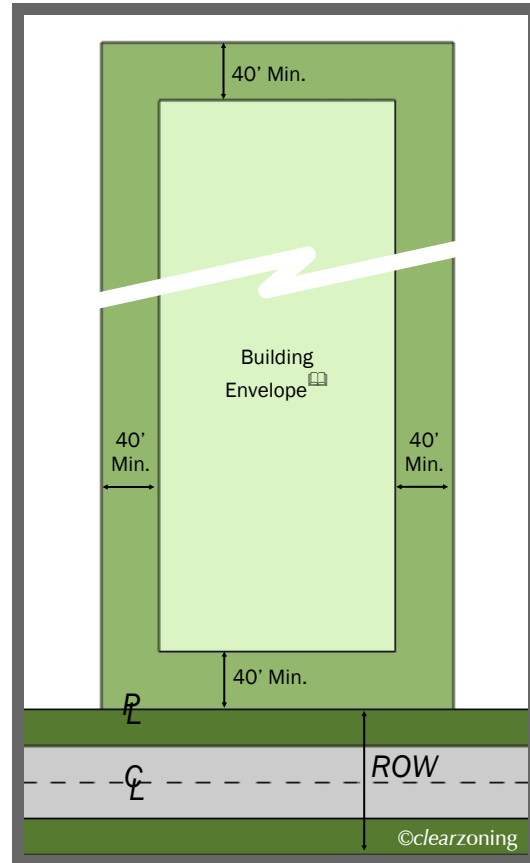 40’ Min.
Building
Envelope
40’
Min.
40’
Min.
40’ Min.
PL
CL
ROW
©clearzoning